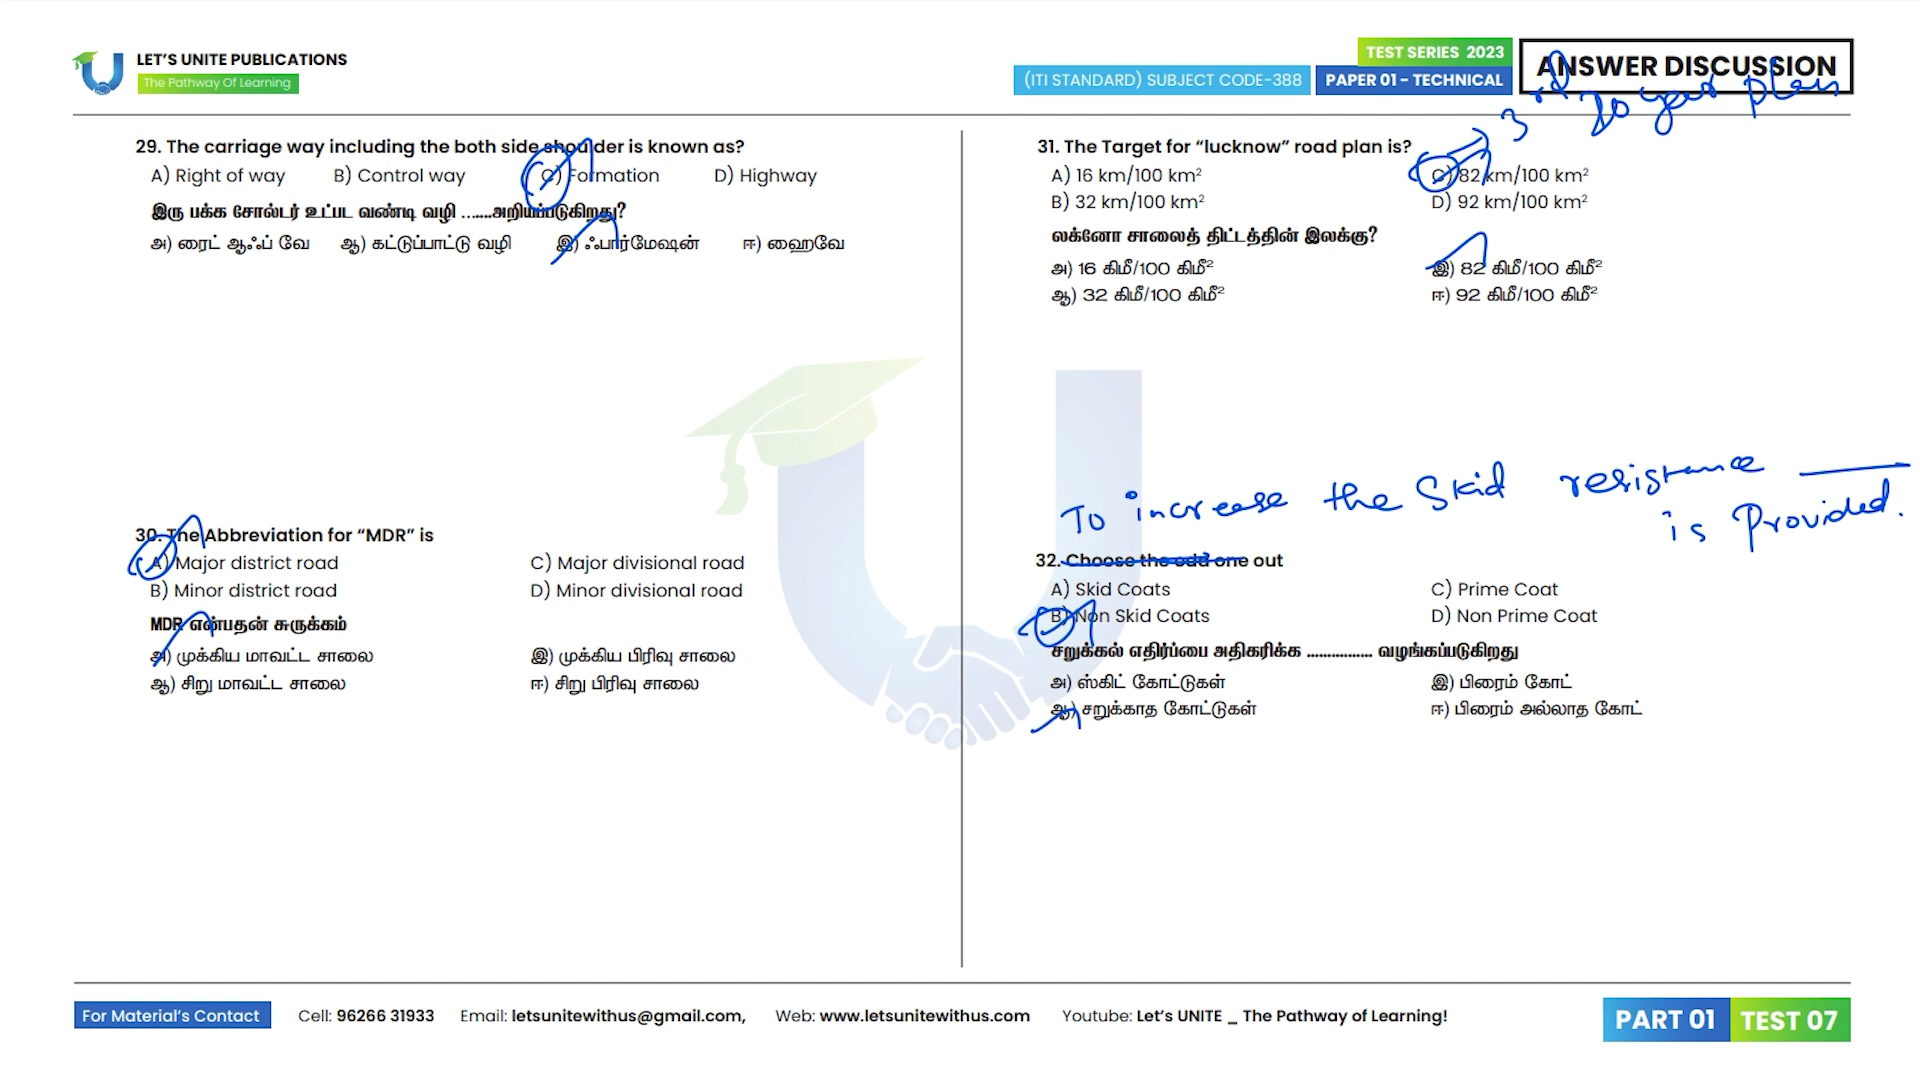 LET'S UNITE PUBLICATIONS
The Pathway Of Learning
TEST SERIES 2023
(ITI STANDARD) SUBJECT CODE-388
PAPER 01 - TECHNICAL
ANSWER DISCUSSION
29. The carriage way including the both side shoulder is known as?
A) Right of way B) Control way C) Formation D) Highway
இரு பக்க சோல்டர் உட்பட வண்டி வழி .......அறியப்படுகிறது?
அ) ரைட் ஆஃப் வே ஆ) கட்டுப்பாட்டு வழி இ) ஃபார்மேஷன் ஈ) ஹைவே
30. The Abbreviation for "MDR" is
A) Major district road C) Major divisional road
B) Minor district road D) Minor divisional road
MDR என்பதன் சுருக்கம்
அ) முக்கிய மாவட்ட சாலை இ) முக்கிய பிரிவு சாலை
ஆ) சிறு மாவட்ட சாலை ஈ) சிறு பிரிவு சாலை
3rd 20 year plan
31. The Target for "lucknow" road plan is?
A) 16 km/100 km² C) 82 km/100 km²
B) 32 km/100 km² D) 92 km/100 km²
லக்னோ சாலைத் திட்டத்தின் இலக்கு?
அ) 16 கிமீ/100 கிமீ² இ) 82 கிமீ/100 கிமீ²
ஆ) 32 கிமீ/100 கிமீ² ஈ) 92 கிமீ/100 கிமீ²
To increase the Skid resistance ____
is Provided.
32. Choose the odd one out
A) Skid Coats C) Prime Coat
B) Non Skid Coats D) Non Prime Coat
சறுக்கல் எதிர்ப்பை அதிகரிக்க ................ வழங்கப்படுகிறது
அ) ஸ்கிட் கோட்டுகள் இ) பிரைம் கோட்
ஆ) சறுக்காத கோட்டுகள் ஈ) பிரைம் அல்லாத கோட்
For Material's Contact Cell: 96266 31933 Email: letsunitewithus@gmail.com, Web: www.letsunitewithus.com Youtube: Let's UNITE _ The Pathway of Learning!
PART 01 TEST 07